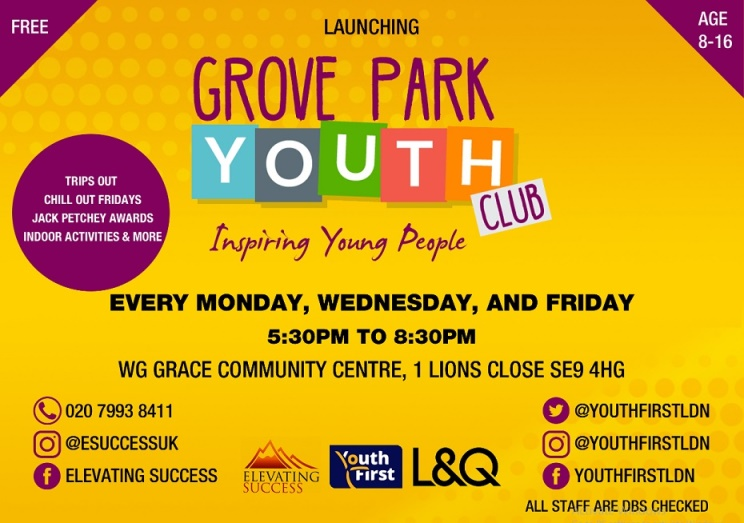 FREE
LAUNCHING
AGE
8-16
GROVE PARK
YOUTH
CLUB
Inspiring Young People
TRIPS OUT
CHILL OUT FRIDAYS
JACK PETCHEY AWARDS
INDOOR ACTIVITIES & MORE
EVERY MONDAY, WEDNESDAY, AND FRIDAY
5:30PM TO 8:30PM
WG GRACE COMMUNITY CENTRE, 1 LIONS CLOSE SE9 4HG
020 7993 8411
@ESUCCESSUK
ELEVATING SUCCESS
ELEVATING
SUCCESS
Youth
First
L&Q
@YOUTHFIRSTLDN
@YOUTHFIRSTLDN
YOUTHFIRSTLDN
ALL STAFF ARE DBS CHECKED